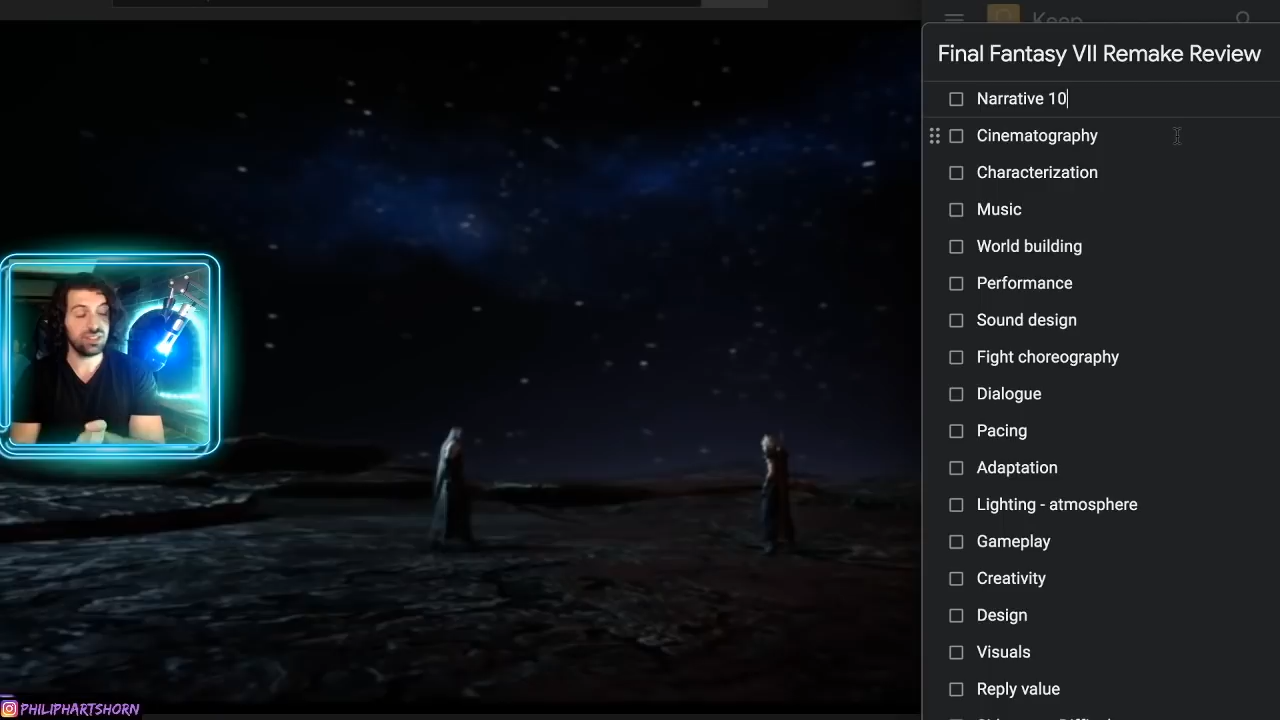 Keep
Final Fantasy VII Remake Review
Narrative 10
Cinematography
Characterization
Music
World building
Performance
Sound design
Fight choreography
Dialogue
Pacing
Adaptation
Lighting - atmosphere
Gameplay
Creativity
Design
Visuals
Reply value
PHILIPHARTSHORN